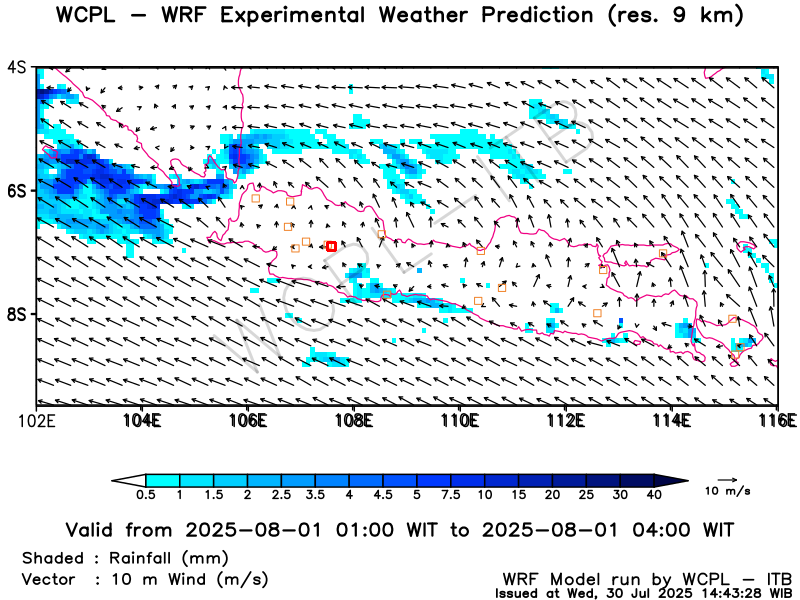 WCPL − WRF Experimental Weather Prediction (res. 9 km)
4S
6S
8S
102E 104E 106E 108E 110E 112E 114E 116E
WCPL−ITB
0.5 1 1.5 2 2.5 3.5 4 4.5 5 7.5 10 15 20 25 30 40
10 m/s
Valid from 2025−08−01 01:00 WIT to 2025−08−01 04:00 WIT
Shaded : Rainfall (mm)
Vector : 10 m Wind (m/s)
WRF Model run by WCPL − ITB
Issued at Wed, 30 Jul 2025 14:43:28 WIB